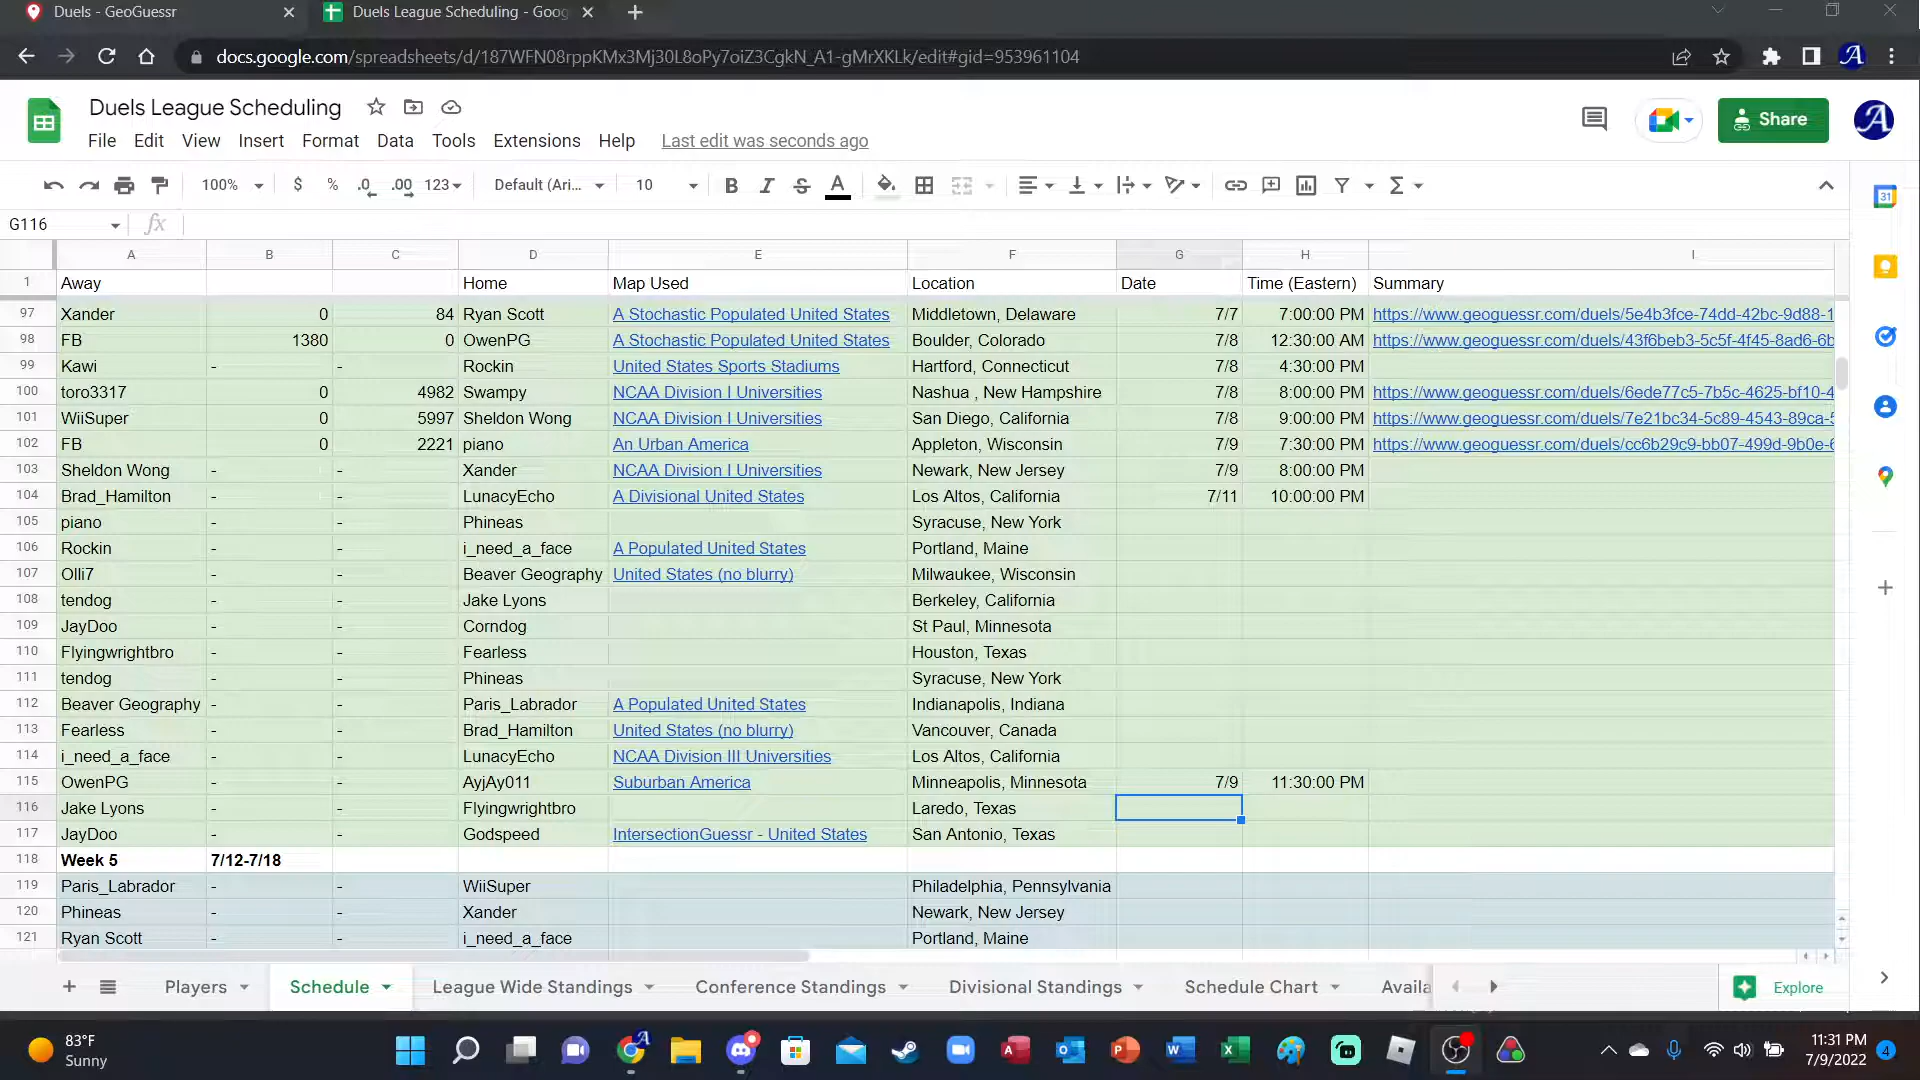 Duels - GeoGuessr
Duels League Scheduling - Goog
docs.google.com/spreadsheets/d/187WFN08rppKMx3Mj30L8oPy7oiZ3CgkN_A1-gMrXKLk/edit#gid=953961104
Duels League Scheduling
File Edit View Insert Format Data Tools Extensions Help Last edit was seconds ago
Share
100% $ % .0 .00 123 Default (Ari... 10 B I S A
G116 fx
A B C D E F G H I
1 Away Home Map Used Location Date Time (Eastern) Summary
97 Xander 0 84 Ryan Scott A Stochastic Populated United States Middletown, Delaware 7/7 7:00:00 PM https://www.geoguessr.com/duels/5e4b3fce-74dd-42bc-9d88-1
98 FB 1380 0 OwenPG A Stochastic Populated United States Boulder, Colorado 7/8 12:30:00 AM https://www.geoguessr.com/duels/43f6beb3-5c5f-4f45-8ad6-6b
99 Kawi - - Rockin United States Sports Stadiums Hartford, Connecticut 7/8 4:30:00 PM
100 toro3317 0 4982 Swampy NCAA Division I Universities Nashua , New Hampshire 7/8 8:00:00 PM https://www.geoguessr.com/duels/6ede77c5-7b5c-4625-bf10-4
101 WiiSuper 0 5997 Sheldon Wong NCAA Division I Universities San Diego, California 7/8 9:00:00 PM https://www.geoguessr.com/duels/7e21bc34-5c89-4543-89ca-5
102 FB 0 2221 piano An Urban America Appleton, Wisconsin 7/9 7:30:00 PM https://www.geoguessr.com/duels/cc6b29c9-bb07-499d-9b0e-6
103 Sheldon Wong - - Xander NCAA Division I Universities Newark, New Jersey 7/9 8:00:00 PM
104 Brad_Hamilton - - LunacyEcho A Divisional United States Los Altos, California 7/11 10:00:00 PM
105 piano - - Phineas Syracuse, New York
106 Rockin - - i_need_a_face A Populated United States Portland, Maine
107 Olli7 - - Beaver Geography United States (no blurry) Milwaukee, Wisconsin
108 tendog - - Jake Lyons Berkeley, California
109 JayDoo - - Corndog St Paul, Minnesota
110 Flyingwrightbro - - Fearless Houston, Texas
111 tendog - - Phineas Syracuse, New York
112 Beaver Geography - - Paris_Labrador A Populated United States Indianapolis, Indiana
113 Fearless - - Brad_Hamilton United States (no blurry) Vancouver, Canada
114 i_need_a_face - - LunacyEcho NCAA Division III Universities Los Altos, California
115 OwenPG - - AyjAy011 Suburban America Minneapolis, Minnesota 7/9 11:30:00 PM
116 Jake Lyons - - Flyingwrightbro Laredo, Texas
117 JayDoo - - Godspeed IntersectionGuessr - United States San Antonio, Texas
118 Week 5 7/12-7/18
119 Paris_Labrador - - WiiSuper Philadelphia, Pennsylvania
120 Phineas - - Xander Newark, New Jersey
121 Ryan Scott - - i_need_a_face Portland, Maine
Players Schedule League Wide Standings Conference Standings Divisional Standings Schedule Chart Availa Explore
83°F
Sunny
11:31 PM
7/9/2022
4